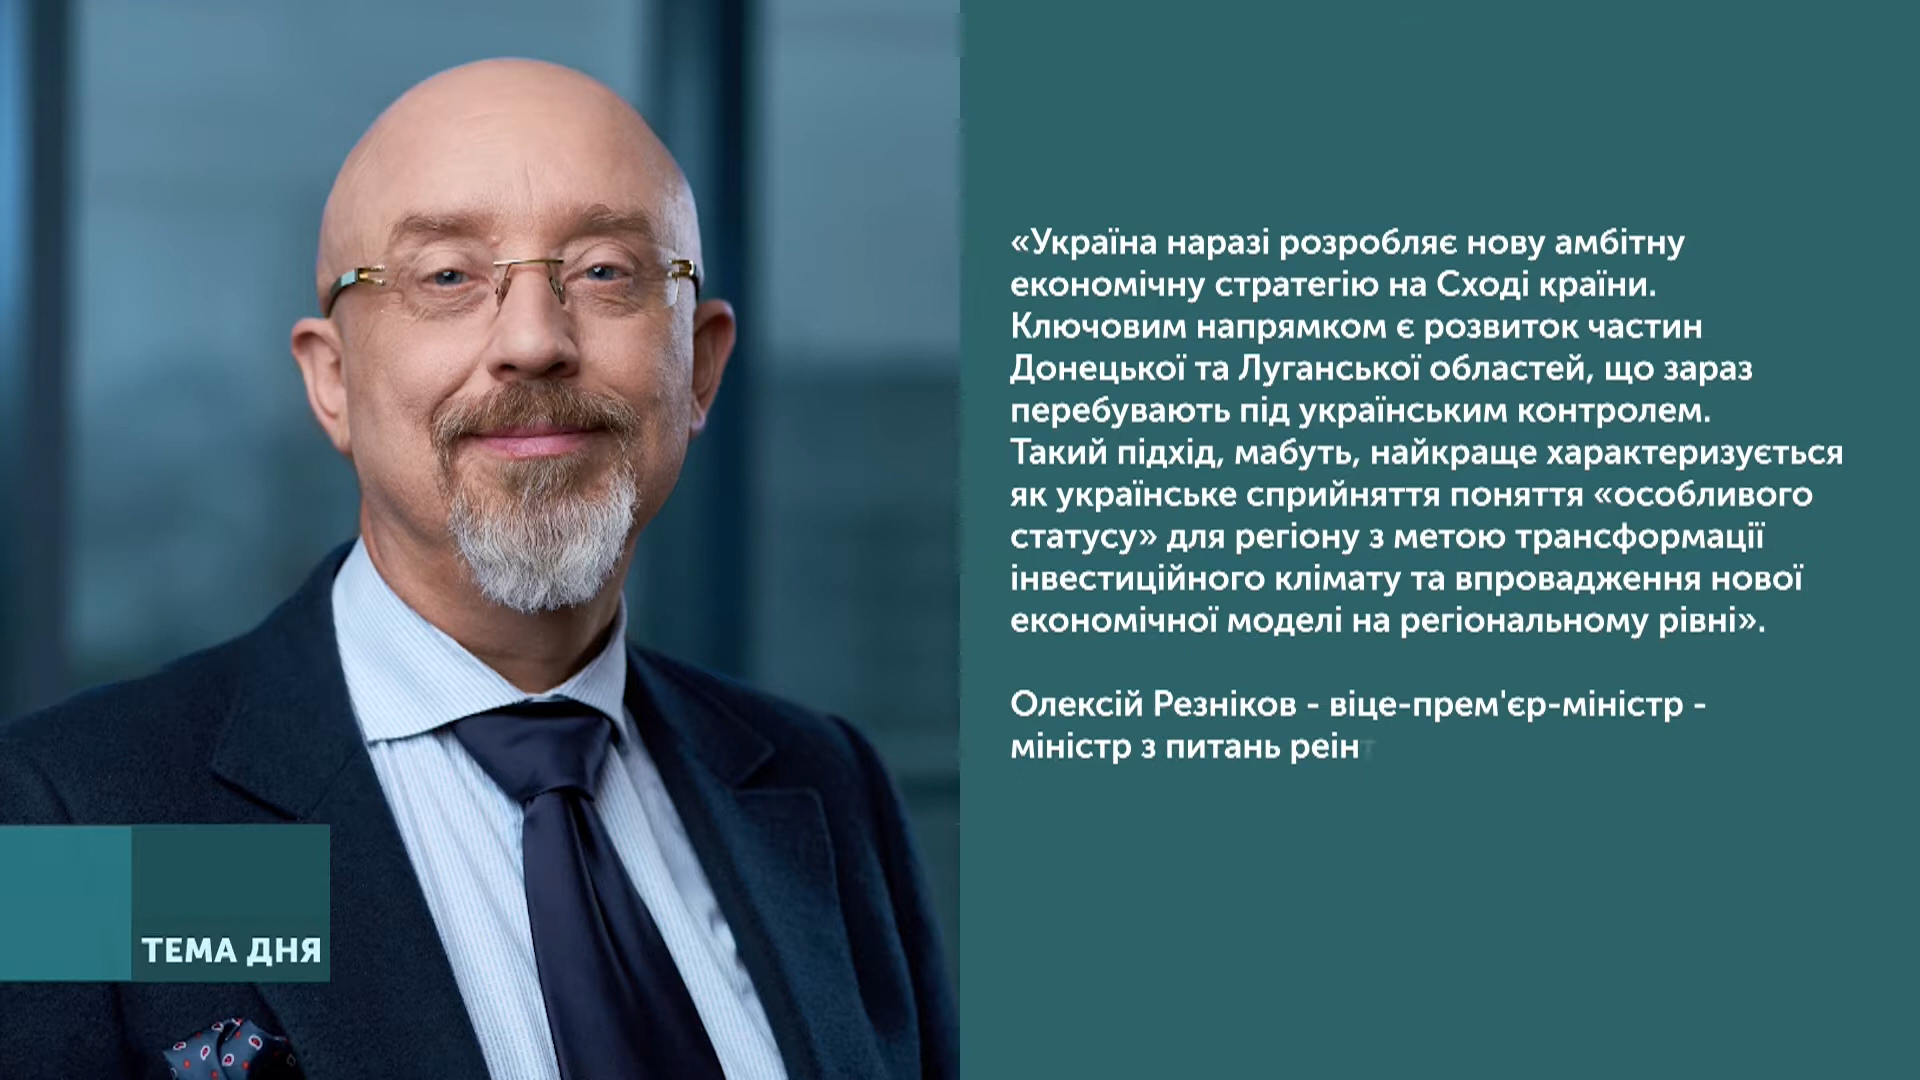 «Україна наразі розробляє нову амбітну
економічну стратегію на Сході країни.
Ключовим напрямком є розвиток частин
Донецької та Луганської областей, що зараз
перебувають під українським контролем.
Такий підхід, мабуть, найкраще характеризується
як українське сприйняття поняття «особливого
статусу» для регіону з метою трансформації
інвестиційного клімату та впровадження нової
економічної моделі на регіональному рівні».
Олексій Резніков - віце-прем'єр-міністр -
міністр з питань реінт
ТЕМА ДНЯ